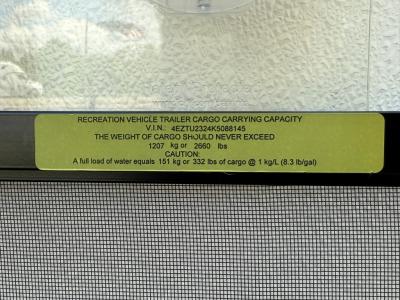 RECREATION VEHICLE TRAILER CARGO CARRYING CAPACITY
V.I.N.: 4EZTU2324K5088145
THE WEIGHT OF CARGO SHOULD NEVER EXCEED
1207 kg or 2660 lbs
CAUTION:
A full load of water equals 151 kg or 332 lbs of cargo @ 1 kg/L (8.3 lb/gal)